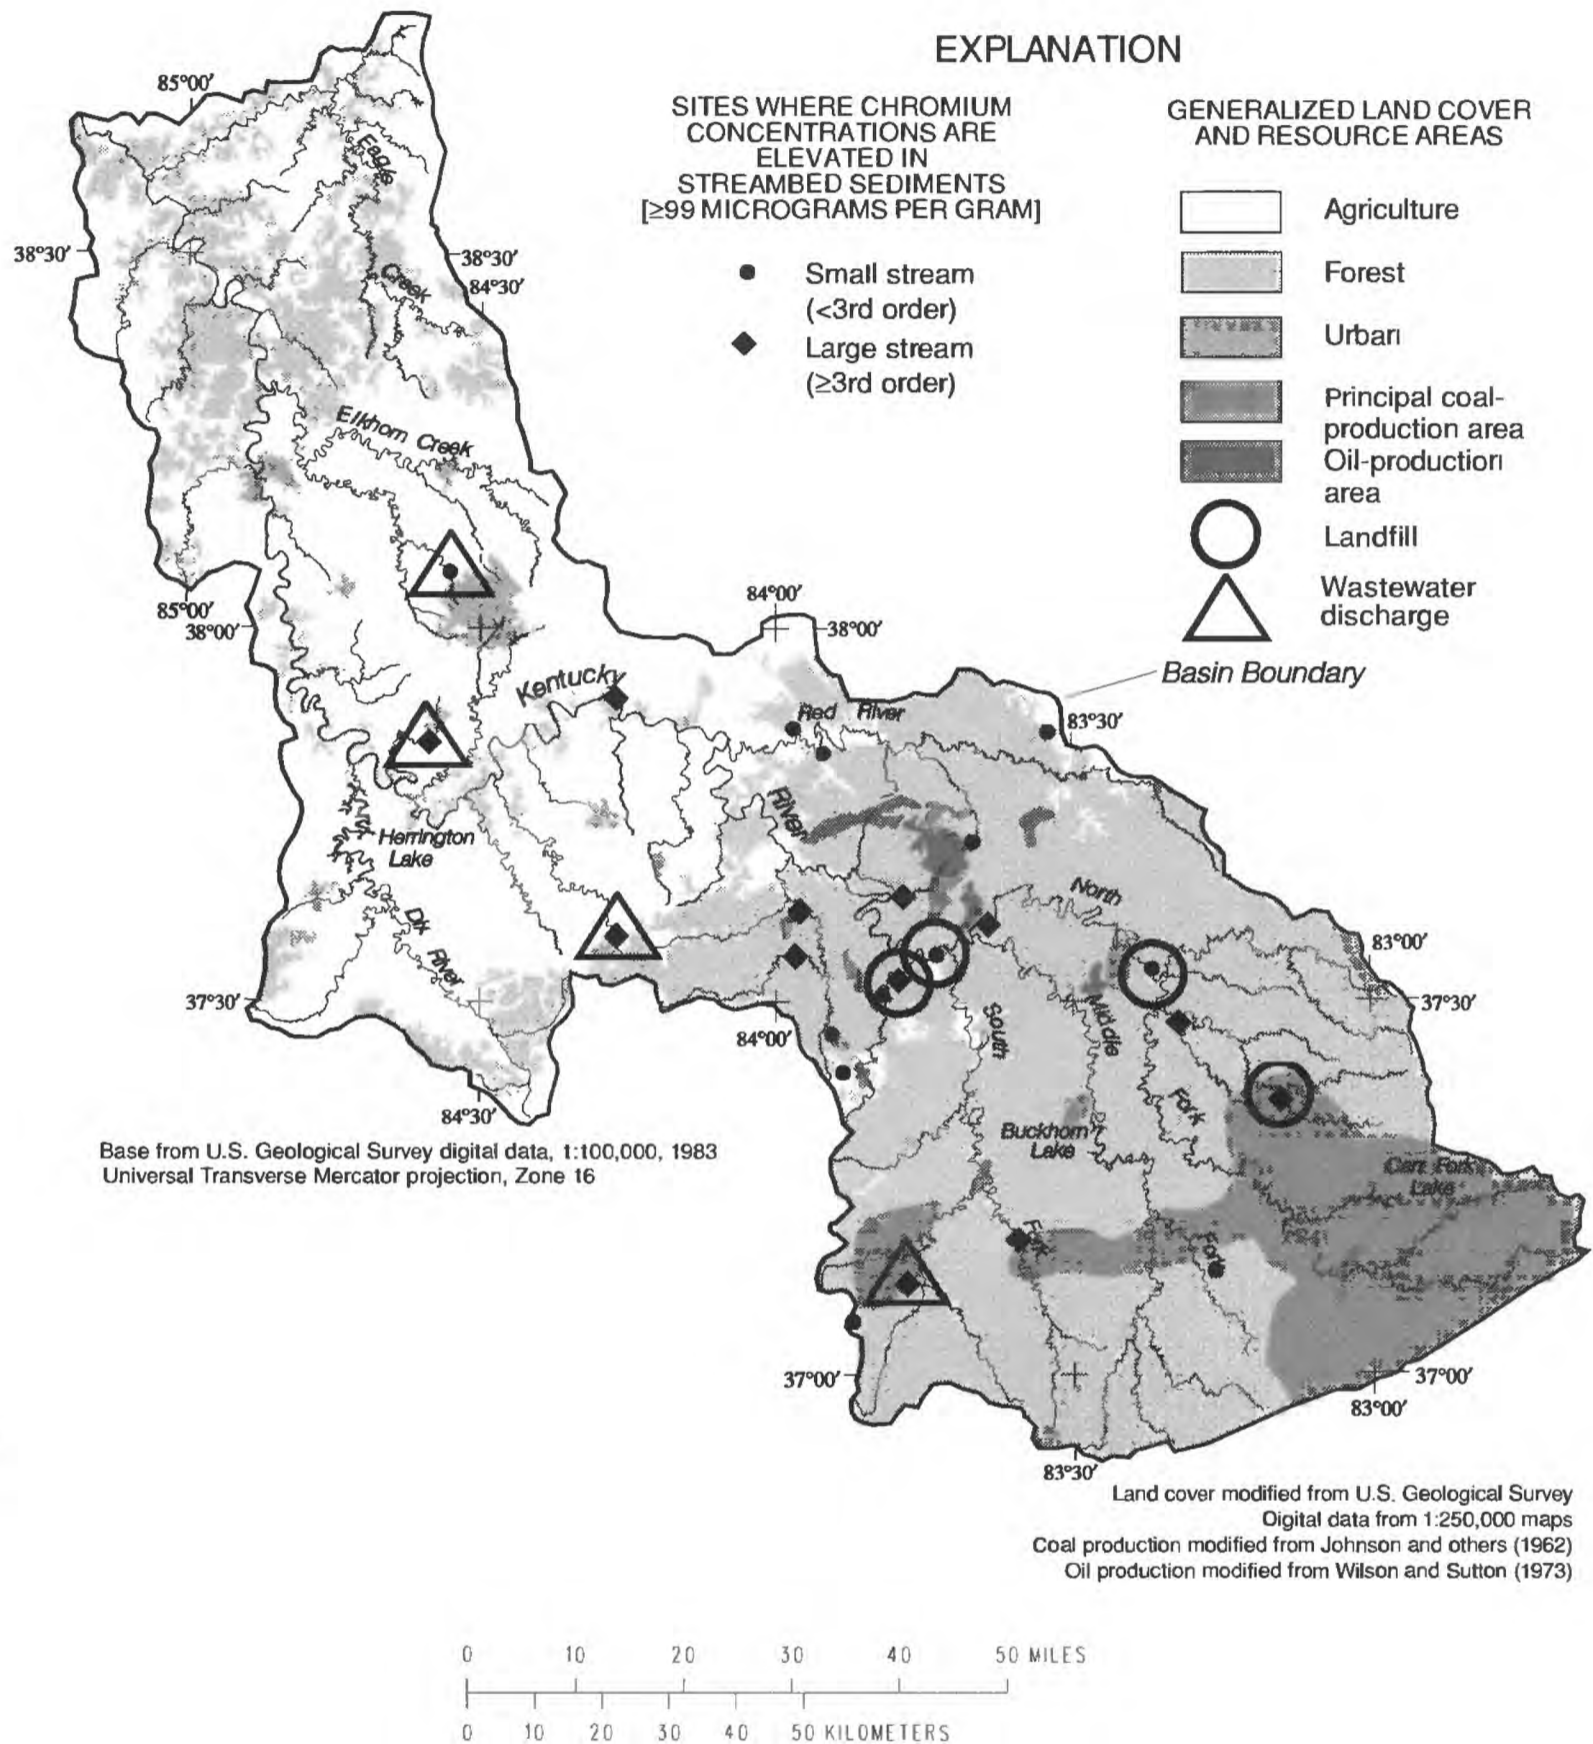 EXPLANATION
SITES WHERE CHROMIUM
CONCENTRATIONS ARE
ELEVATED IN
STREAMBED SEDIMENTS
[≥99 MICROGRAMS PER GRAM]
Small stream
(<3rd order)
Large stream
(≥3rd order)
GENERALIZED LAND COVER
AND RESOURCE AREAS
Agriculture
Forest
Urban
Principal coal-
production area
Oil-production
area
Landfill
Wastewater
discharge
Basin Boundary
85°00′
Eagle
38°30′
38°30′
84°30′
Creek
Elkhorn Creek
85°00′
38°00′
84°00′
38°00′
Kentucky
Red River
83°30′
River
Herrington
Lake
Dix
River
North
83°00′
37°30′
37°30′
84°00′
South
Middle
Fork
84°30′
Buckhorn
Lake
Carr Fork
Lake
Fork
Fork
37°00′
37°00′
83°00′
83°30′
Base from U.S. Geological Survey digital data, 1:100,000, 1983
Universal Transverse Mercator projection, Zone 16
Land cover modified from U.S. Geological Survey
Digital data from 1:250,000 maps
Coal production modified from Johnson and others (1962)
Oil production modified from Wilson and Sutton (1973)
0 10 20 30 40 50 MILES
0 10 20 30 40 50 KILOMETERS